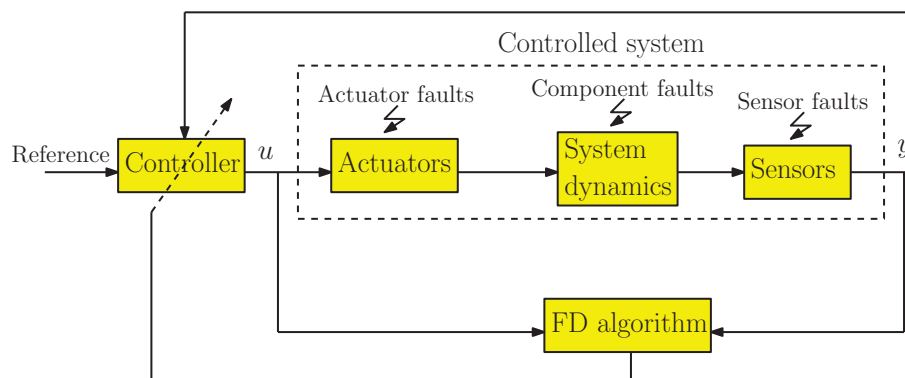 Controlled system
Actuator faults
Component faults
Sensor faults
Reference
Controller
u
Actuators
System
dynamics
Sensors
y
FD algorithm